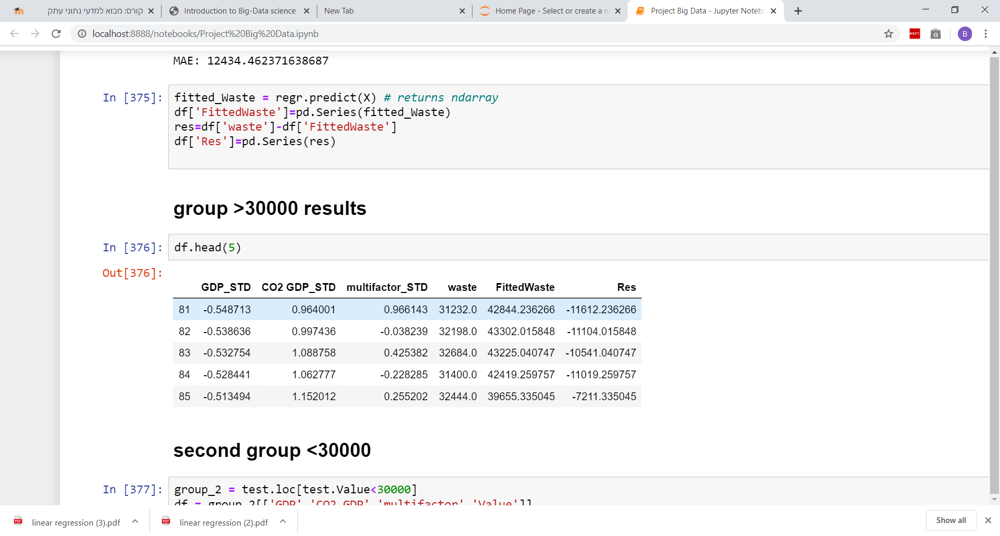 קורס: מבוא למדעי נתוני עתק
Introduction to Big-Data science
New Tab
Home Page - Select or create a n
Project Big Data - Jupyter Noteb
localhost:8888/notebooks/Project%20Big%20Data.ipynb
NEXT
B
MAE: 12434.462371638687
In [375]:
fitted_Waste = regr.predict(X) # returns ndarray
df['FittedWaste']=pd.Series(fitted_Waste)
res=df['waste']-df['FittedWaste']
df['Res']=pd.Series(res)
group >30000 results
In [376]: df.head(5)
Out[376]:
GDP_STD CO2 GDP_STD multifactor_STD waste FittedWaste Res
81 -0.548713 0.964001 0.966143 31232.0 42844.236266 -11612.236266
82 -0.538636 0.997436 -0.038239 32198.0 43302.015848 -11104.015848
83 -0.532754 1.088758 0.425382 32684.0 43225.040747 -10541.040747
84 -0.528441 1.062777 -0.228285 31400.0 42419.259757 -11019.259757
85 -0.513494 1.152012 0.255202 32444.0 39655.335045 -7211.335045
second group <30000
In [377]: group_2 = test.loc[test.Value<30000]
df = group_2[['GDP','CO2 GDP','multifactor','Value']]
PDF linear regression (3).pdf
PDF linear regression (2).pdf
Show all